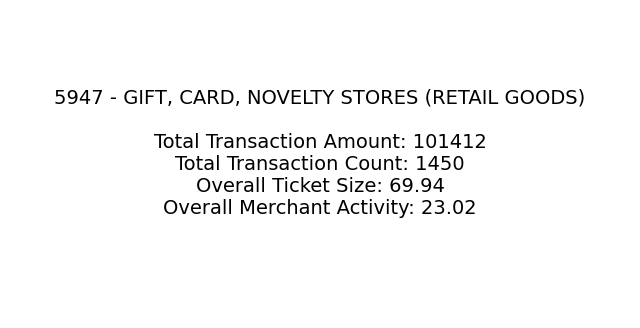 5947 - GIFT, CARD, NOVELTY STORES (RETAIL GOODS)
Total Transaction Amount: 101412
Total Transaction Count: 1450
Overall Ticket Size: 69.94
Overall Merchant Activity: 23.02